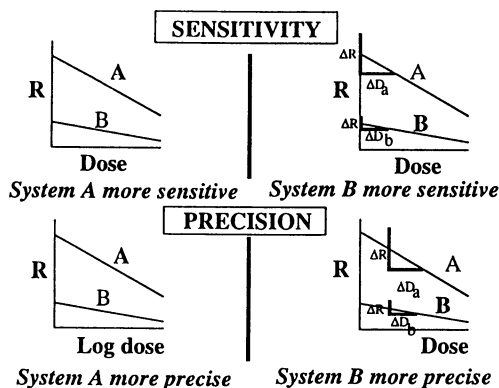 SENSITIVITY
R
A
B
Dose
System A more sensitive
ΔR
R
ΔDa
A
ΔR
ΔDb
B
Dose
System B more sensitive
PRECISION
R
A
B
Log dose
System A more precise
R
ΔR
A
ΔDa
ΔR
B
ΔDb
Dose
System B more precise